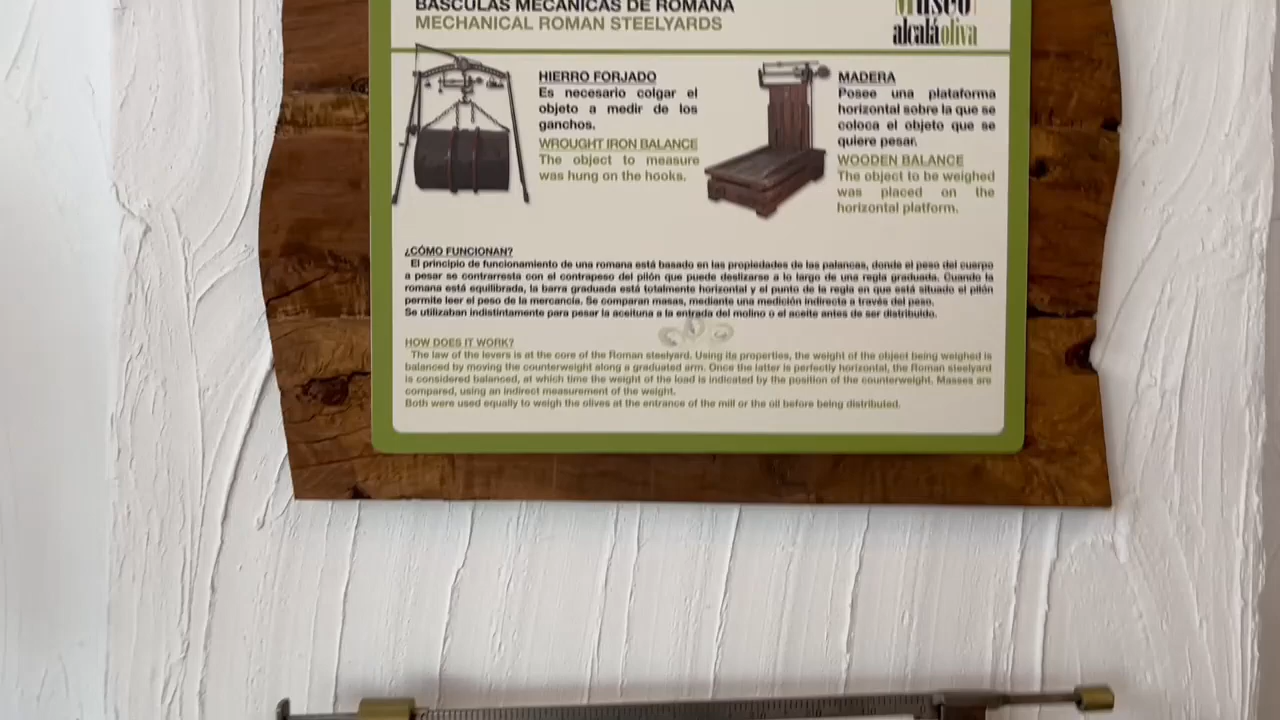 BÁSCULAS MECÁNICAS DE ROMANA
MECHANICAL ROMAN STEELYARDS
Museo
alcaláoliva
HIERRO FORJADO
Es necesario colgar el
objeto a medir de los
ganchos.
WROUGHT IRON BALANCE
The object to measure
was hung on the hooks.
MADERA
Posee una plataforma
horizontal sobre la que se
coloca el objeto que se
quiere pesar.
WOODEN BALANCE
The object to be weighed
was placed on the
horizontal platform.
¿CÓMO FUNCIONAN?
El principio de funcionamiento de una romana está basado en las propiedades de las palancas, donde el peso del cuerpo
a pesar se contrarresta con el contrapeso del pilón que puede deslizarse a lo largo de una regla graduada. Cuando la
romana está equilibrada, la barra graduada está totalmente horizontal y el punto de la regla en que está situado el pilón
permite leer el peso de la mercancía. Se comparan masas, mediante una medición indirecta a través del peso.
Se utilizaban indistintamente para pesar la aceituna a la entrada del molino o el aceite antes de ser distribuido.
HOW DOES IT WORK?
The law of the levers is at the core of the Roman steelyard. Using its properties, the weight of the object being weighed is
balanced by moving the counterweight along a graduated arm. Once the latter is perfectly horizontal, the Roman steelyard
is considered balanced, at which time the weight of the load is indicated by the position of the counterweight. Masses are
compared, using an indirect measurement of the weight.
Both were used equally to weigh the olives at the entrance of the mill or the oil before being distributed.